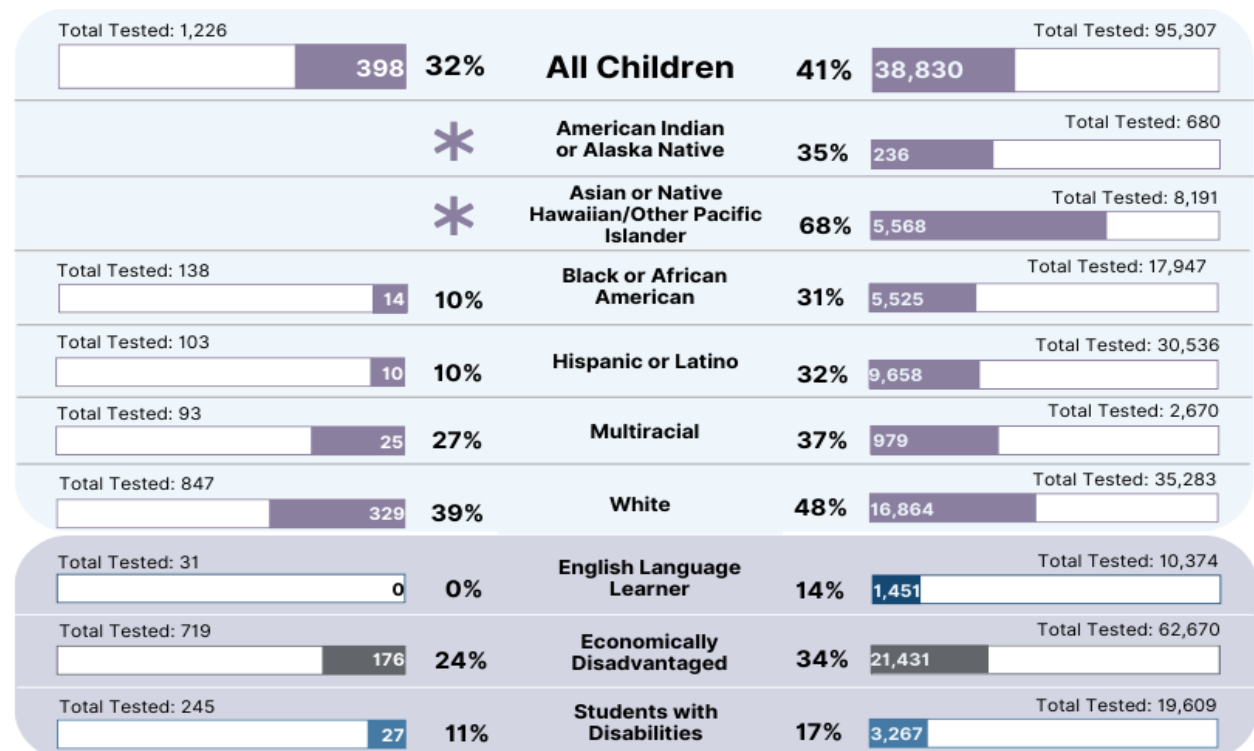 Total Tested: 1,226
398 32% All Children 41% 38,830
Total Tested: 95,307
American Indian
or Alaska Native
* 35% 236
Total Tested: 680
Asian or Native
Hawaiian/Other Pacific
Islander
* 68% 5,568
Total Tested: 8,191
Total Tested: 138
14 10%
Black or African
American
31% 5,525
Total Tested: 17,947
Total Tested: 103
10 10%
Hispanic or Latino
32% 9,658
Total Tested: 30,536
Total Tested: 93
25 27%
Multiracial
37% 979
Total Tested: 2,670
Total Tested: 847
329 39%
White
48% 16,864
Total Tested: 35,283
Total Tested: 31
0 0%
English Language
Learner
14% 1,451
Total Tested: 10,374
Total Tested: 719
176 24%
Economically
Disadvantaged
34% 21,431
Total Tested: 62,670
Total Tested: 245
27 11%
Students with
Disabilities
17% 3,267
Total Tested: 19,609